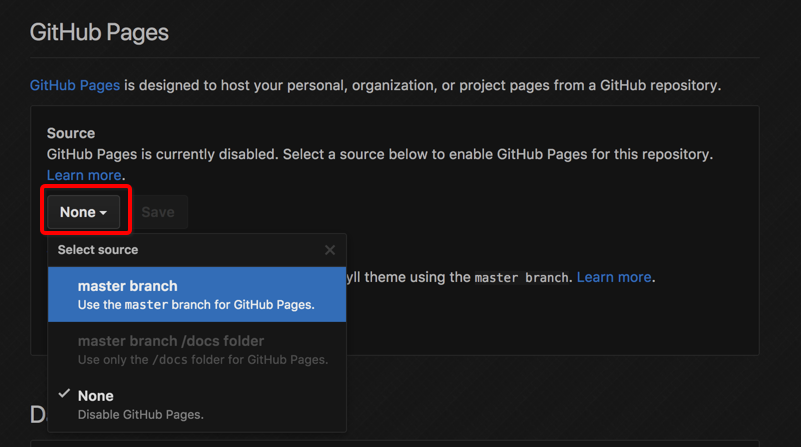 GitHub Pages
GitHub Pages is designed to host your personal, organization, or project pages from a GitHub repository.
Source
GitHub Pages is currently disabled. Select a source below to enable GitHub Pages for this repository.
Learn more.
None Save
Select source
master branch
Use the master branch for GitHub Pages.
theme using the master branch. Learn more.
master branch /docs folder
Use only the /docs folder for GitHub Pages.
None
Disable GitHub Pages.